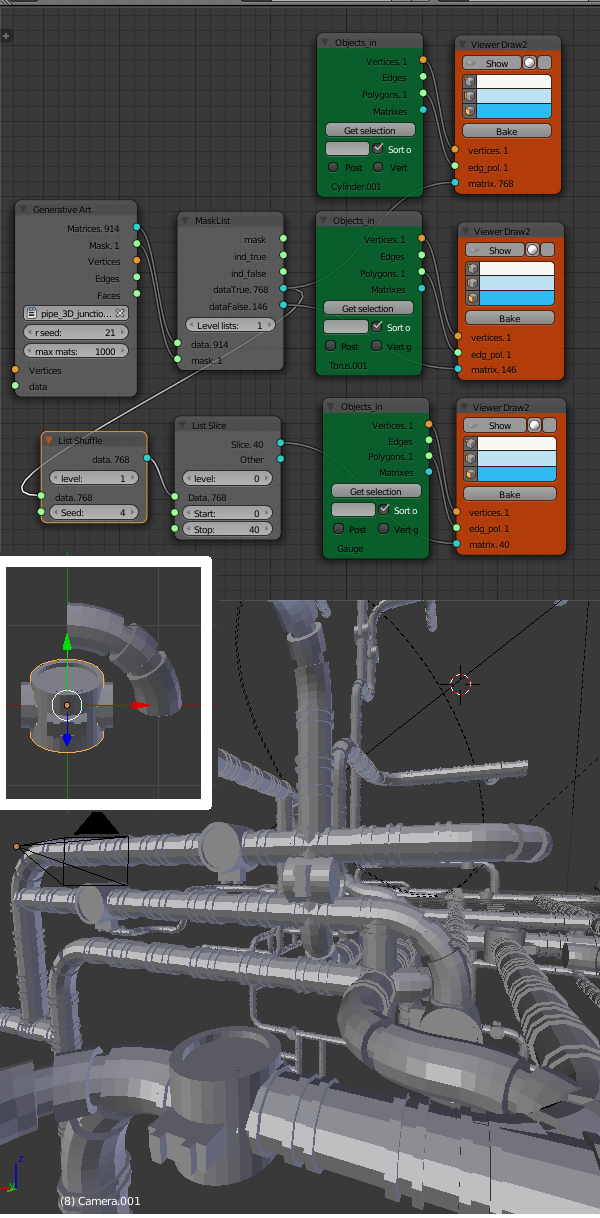 Objects_in
Vertices. 1
Edges
Polygons. 1
Matrixes
Get selection
Sort o
Post
Vert
Cylinder.001
Viewer Draw2
Show
Bake
vertices. 1
edg_pol. 1
matrix. 768
Generative Art
Matrices. 914
Mask. 1
Vertices
Edges
Faces
pipe_3D_junctio...
r seed: 21
max mats: 1000
Vertices
data
MaskList
mask
ind_true
ind_false
dataTrue. 768
dataFalse. 146
Level lists: 1
data. 914
mask. 1
Objects_in
Vertices. 1
Edges
Polygons. 1
Matrixes
Get selection
Sort o
Post
Vert g
Torus.001
Viewer Draw2
Show
Bake
vertices. 1
edg_pol. 1
matrix. 146
List Shuffle
data. 768
level: 1
data. 768
Seed: 4
List Slice
Slice. 40
Other
level: 0
Data. 768
Start: 0
Stop: 40
Objects_in
Vertices. 1
Edges
Polygons. 1
Matrixes
Get selection
Sort o
Post
Vert g
Gauge
Viewer Draw2
Show
Bake
vertices. 1
edg_pol. 1
matrix. 40
z
y
(8) Camera.001